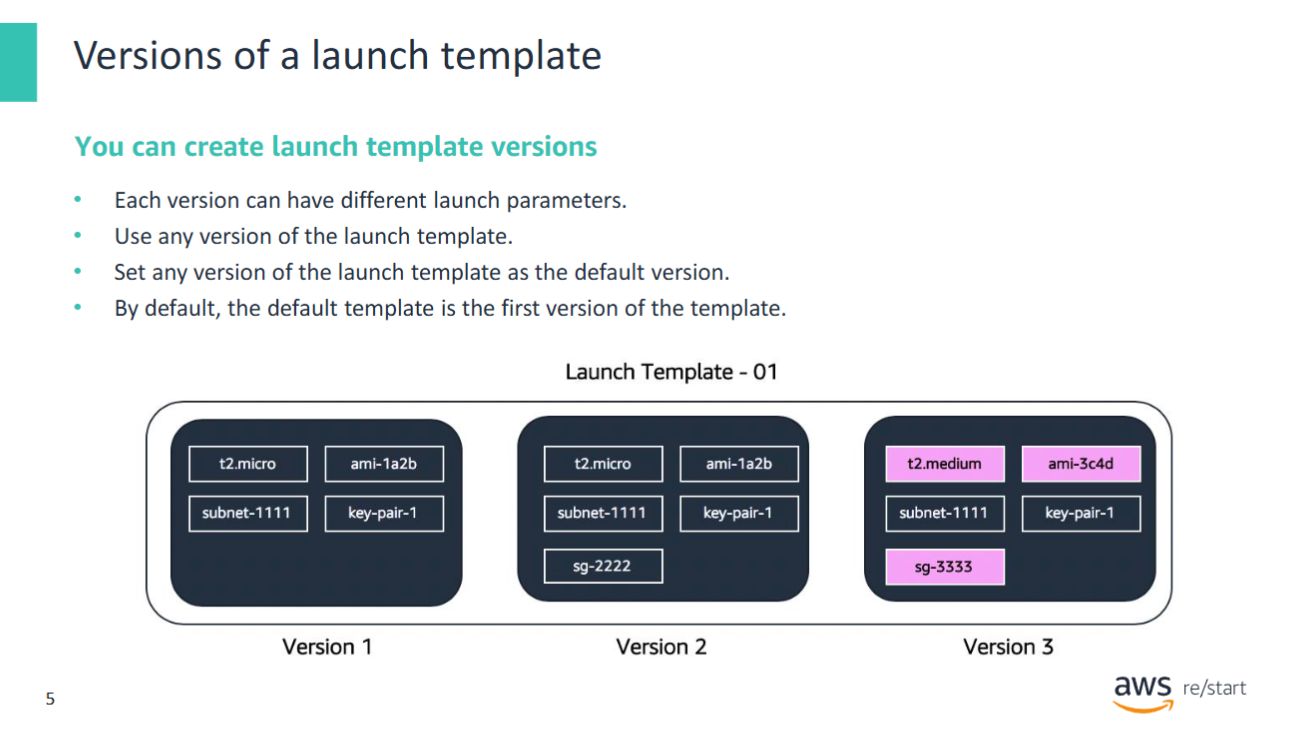 Versions of a launch template
You can create launch template versions
• Each version can have different launch parameters.
• Use any version of the launch template.
• Set any version of the launch template as the default version.
• By default, the default template is the first version of the template.
Launch Template - 01
t2.micro ami-1a2b
subnet-1111 key-pair-1
Version 1
t2.micro ami-1a2b
subnet-1111 key-pair-1
sg-2222
Version 2
t2.medium ami-3c4d
subnet-1111 key-pair-1
sg-3333
Version 3
5
aws re/start